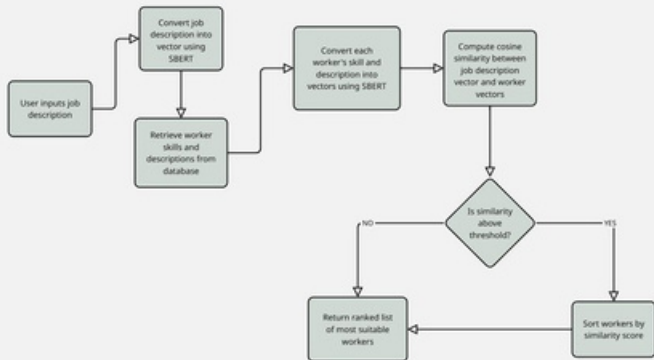 User inputs job
description
Convert job
description into
vector using
SBERT
Retrieve worker
skills and
descriptions from
database
Convert each
worker's skill and
description into
vectors using SBERT
Compute cosine
similarity between
job description
vector and worker
vectors
Is similarity
above
threshold?
NO
YES
Return ranked list
of most suitable
workers
Sort workers by
similarity score